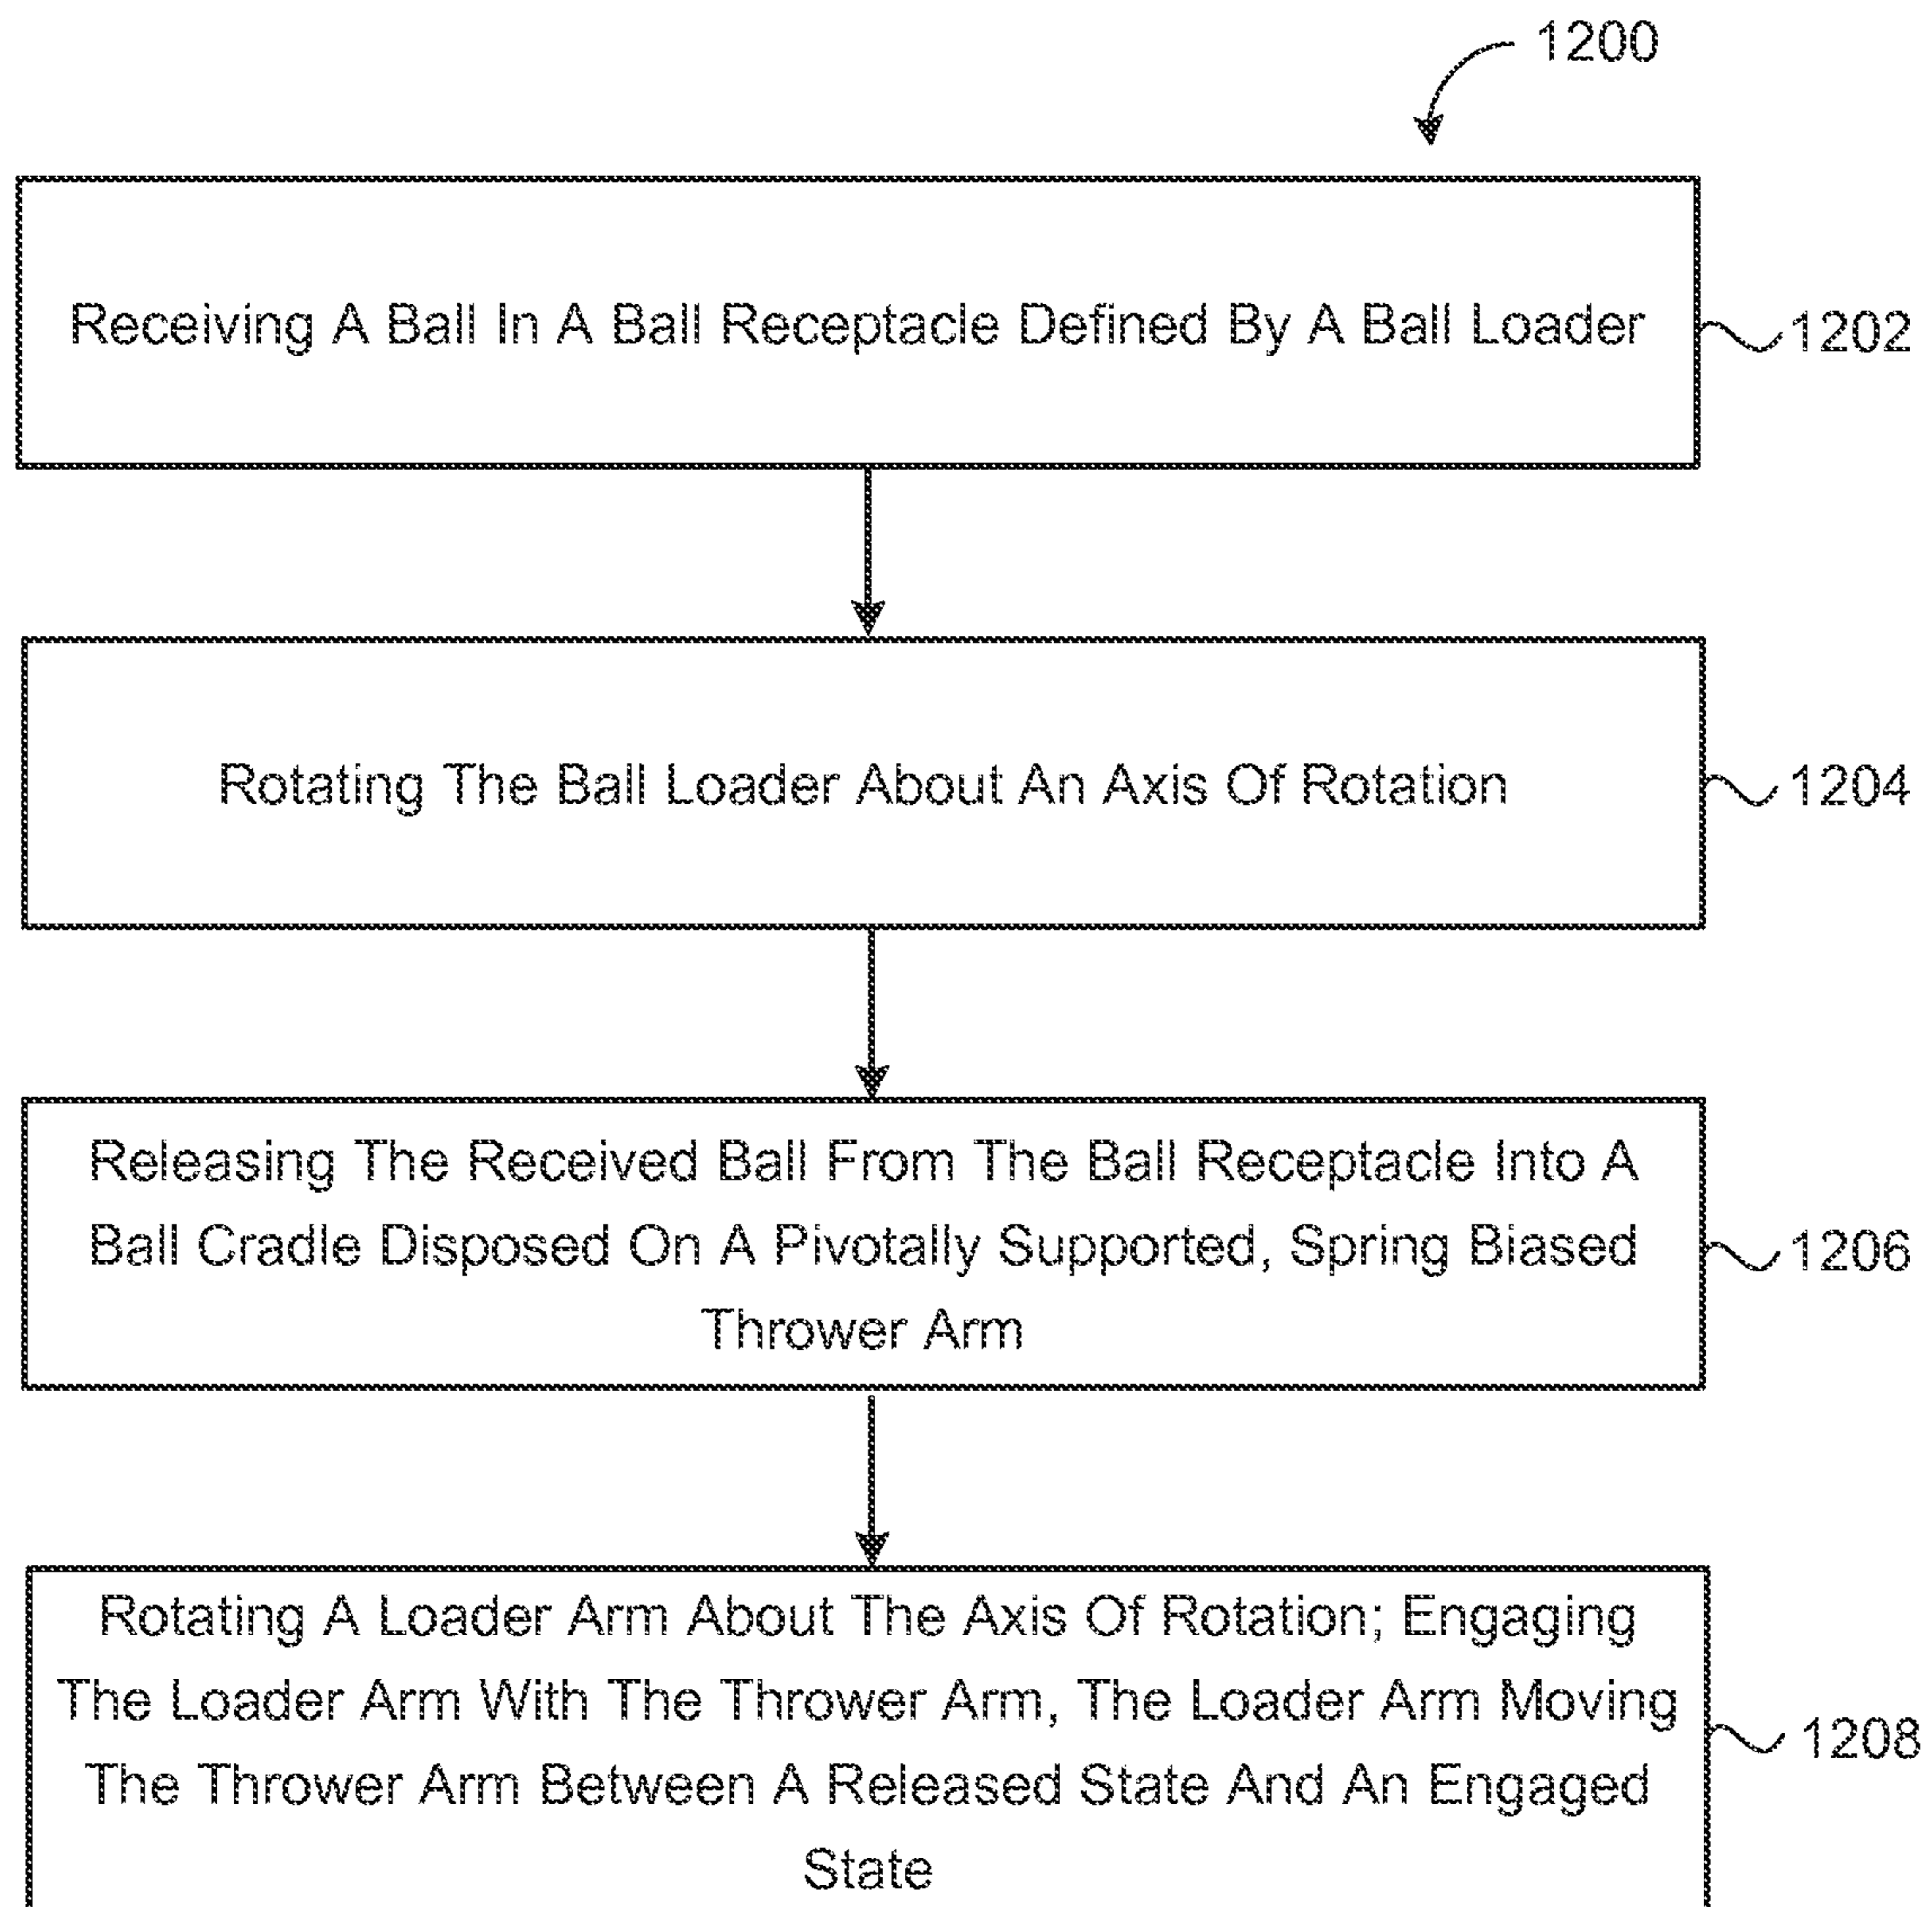 1200
Receiving A Ball In A Ball Receptacle Defined By A Ball Loader
1202
Rotating The Ball Loader About An Axis Of Rotation
1204
Releasing The Received Ball From The Ball Receptacle Into A
Ball Cradle Disposed On A Pivotally Supported, Spring Biased
Thrower Arm
1206
Rotating A Loader Arm About The Axis Of Rotation; Engaging
The Loader Arm With The Thrower Arm, The Loader Arm Moving
The Thrower Arm Between A Released State And An Engaged
State
1208